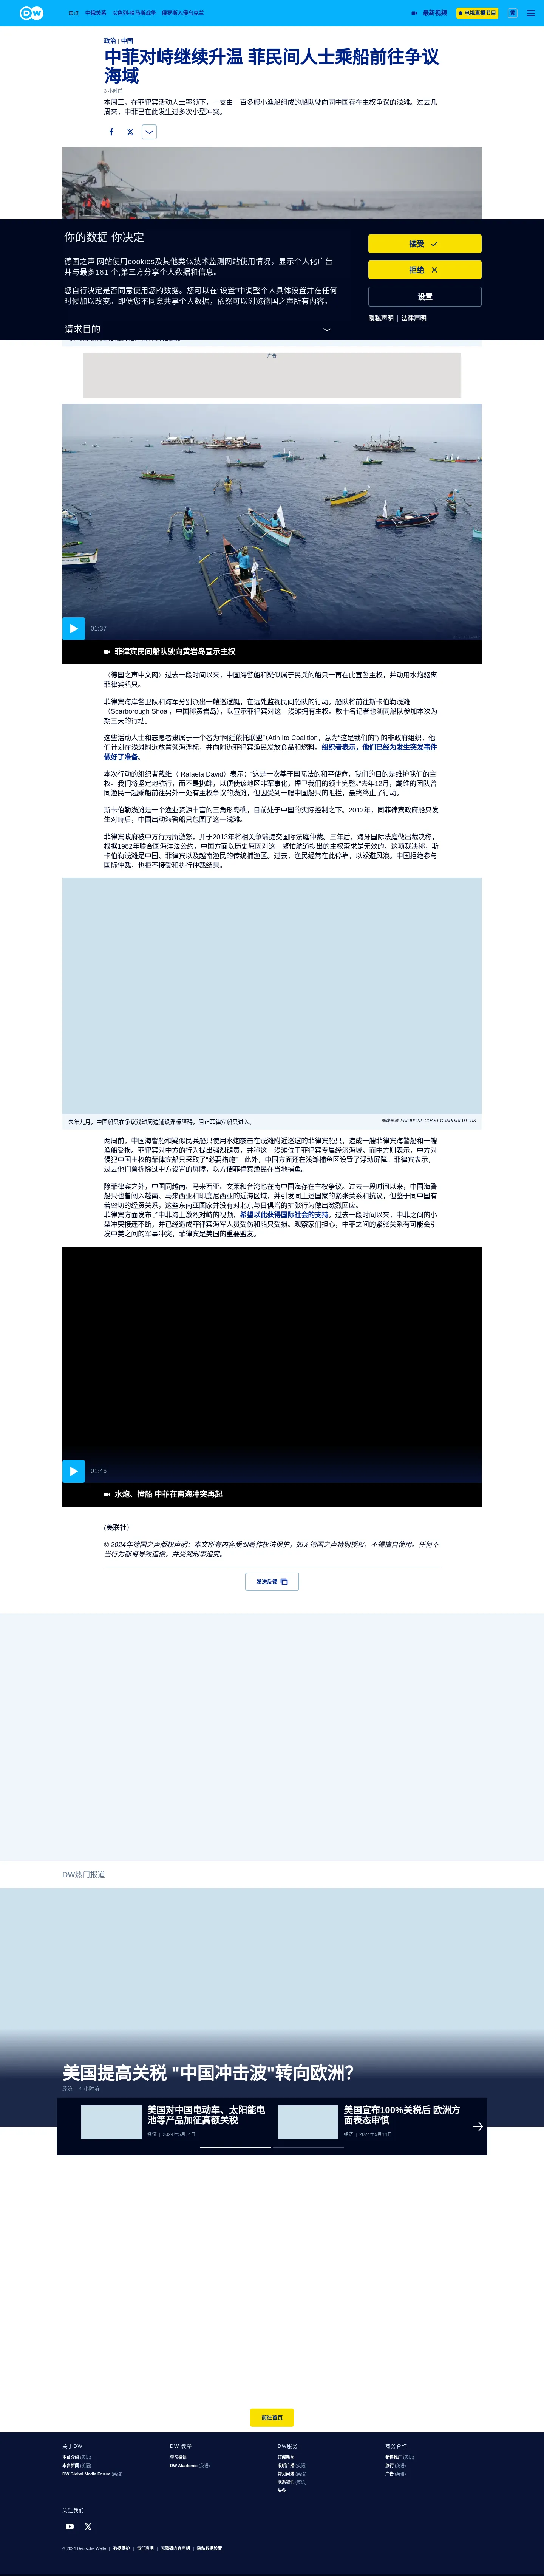 DW
焦点 中俄关系 以色列-哈马斯战争 俄罗斯入侵乌克兰
最新视频 电视直播节目 繁
政治 | 中国
中菲对峙继续升温 菲民间人士乘船前往争议
海域
3 小时前
本周三，在菲律宾活动人士率领下，一支由一百多艘小渔船组成的船队驶向同中国存在主权争议的浅滩。过去几
周来，中菲已在此发生过多次小型冲突。
你的数据 你决定
德国之声网站使用cookies及其他类似技术监测网站使用情况，显示个人化广告
并与最多161 个;第三方分享个人数据和信息。
您自行决定是否同意使用您的数据。您可以在“设置”中调整个人具体设置并在任何
时候加以改变。即便您不同意共享个人数据，依然可以浏览德国之声所有内容。
请求目的
接受
拒绝
设置
隐私声明 | 法律声明
广告
01:37
菲律宾民间船队驶向黄岩岛宣示主权
（德国之声中文网）过去一段时间以来，中国海警船和疑似属于民兵的船只一再在此宣誓主权，并动用水炮驱离
菲律宾船只。
菲律宾海岸警卫队和海军分别派出一艘巡逻艇，在远处监视民间船队的行动。船队将前往斯卡伯勒浅滩
（Scarborough Shoal，中国称黄岩岛），以宣示菲律宾对这一浅滩拥有主权。数十名记者也随同船队参加本次为
期三天的行动。
这些活动人士和志愿者隶属于一个名为“阿廷依托联盟”（Atin Ito Coalition，意为“这是我们的”) 的非政府组织，他
们计划在浅滩附近放置领海浮标，并向附近菲律宾渔民发放食品和燃料。组织者表示，他们已经为发生突发事件
做好了准备。
本次行动的组织者戴维（ Rafaela David）表示：“这是一次基于国际法的和平使命，我们的目的是维护我们的主
权。我们将坚定地航行，而不是挑衅，以便使该地区非军事化，捍卫我们的领土完整。”去年12月，戴维的团队曾
同渔民一起乘船前往另外一处有主权争议的浅滩，但因受到一艘中国船只的阻拦，最终终止了行动。
斯卡伯勒浅滩是一个渔业资源丰富的三角形岛礁，目前处于中国的实际控制之下。2012年，同菲律宾政府船只发
生对峙后，中国出动海警船只包围了这一浅滩。
菲律宾政府被中方行为所激怒，并于2013年将相关争端提交国际法庭仲裁。三年后，海牙国际法庭做出裁决称，
根据1982年联合国海洋法公约，中国方面以历史原因对这一繁忙航道提出的主权索求是无效的。这项裁决称，斯
卡伯勒浅滩是中国、菲律宾以及越南渔民的传统捕渔区。过去，渔民经常在此停靠，以躲避风浪。中国拒绝参与
国际仲裁，也拒不接受和执行仲裁结果。
去年九月，中国船只在争议浅滩周边铺设浮标障碍，阻止菲律宾船只进入。
图像来源: PHILIPPINE COAST GUARD/REUTERS
两周前，中国海警船和疑似民兵船只使用水炮袭击在浅滩附近巡逻的菲律宾船只，造成一艘菲律宾海警船和一艘
渔船受损。菲律宾对中方的行为提出强烈谴责，并称这一浅滩位于菲律宾专属经济海域。而中方则表示，中方对
侵犯中国主权的菲律宾船只采取了“必要措施”。此外，中国方面还在浅滩捕鱼区设置了浮动屏障。菲律宾表示，
过去他们曾拆除过中方设置的屏障，以方便菲律宾渔民在当地捕鱼。
除菲律宾之外，中国同越南、马来西亚、文莱和台湾也在南中国海存在主权争议。过去一段时间以来，中国海警
船只也曾闯入越南、马来西亚和印度尼西亚的近海区域，并引发同上述国家的紧张关系和抗议，但鉴于同中国有
着密切的经贸关系，这些东南亚国家并没有对北京与日俱增的扩张行为做出激烈回应。
菲律宾方面发布了中菲海上激烈对峙的视频，希望以此获得国际社会的支持。过去一段时间以来，中菲之间的小
型冲突接连不断，并已经造成菲律宾海军人员受伤和船只受损。观察家们担心，中菲之间的紧张关系有可能会引
发中美之间的军事冲突，菲律宾是美国的重要盟友。
01:46
水炮、撞船 中菲在南海冲突再起
(美联社）
© 2024年德国之声版权声明：本文所有内容受到著作权法保护，如无德国之声特别授权，不得擅自使用。任何不
当行为都将导致追偿，并受到刑事追究。
发送反馈
DW热门报道
美国提高关税 "中国冲击波"转向欧洲？
经济 | 4 小时前
美国对中国电动车、太阳能电
池等产品加征高额关税
经济 | 2024年5月14日
美国宣布100%关税后 欧洲方
面表态审慎
经济 | 2024年5月14日
前往首页
关于DW
本台介绍 (英语)
本台新闻 (英语)
DW Global Media Forum (英语)
DW 教学
学习德语
DW Akademie (英语)
DW服务
订阅新闻
收听广播 (英语)
常见问题 (英语)
联系我们 (英语)
头条
商务合作
销售推广 (英语)
旅行 (英语)
广告 (英语)
关注我们
© 2024 Deutsche Welle | 数据保护 | 责任声明 | 无障碍内容声明 | 隐私数据设置